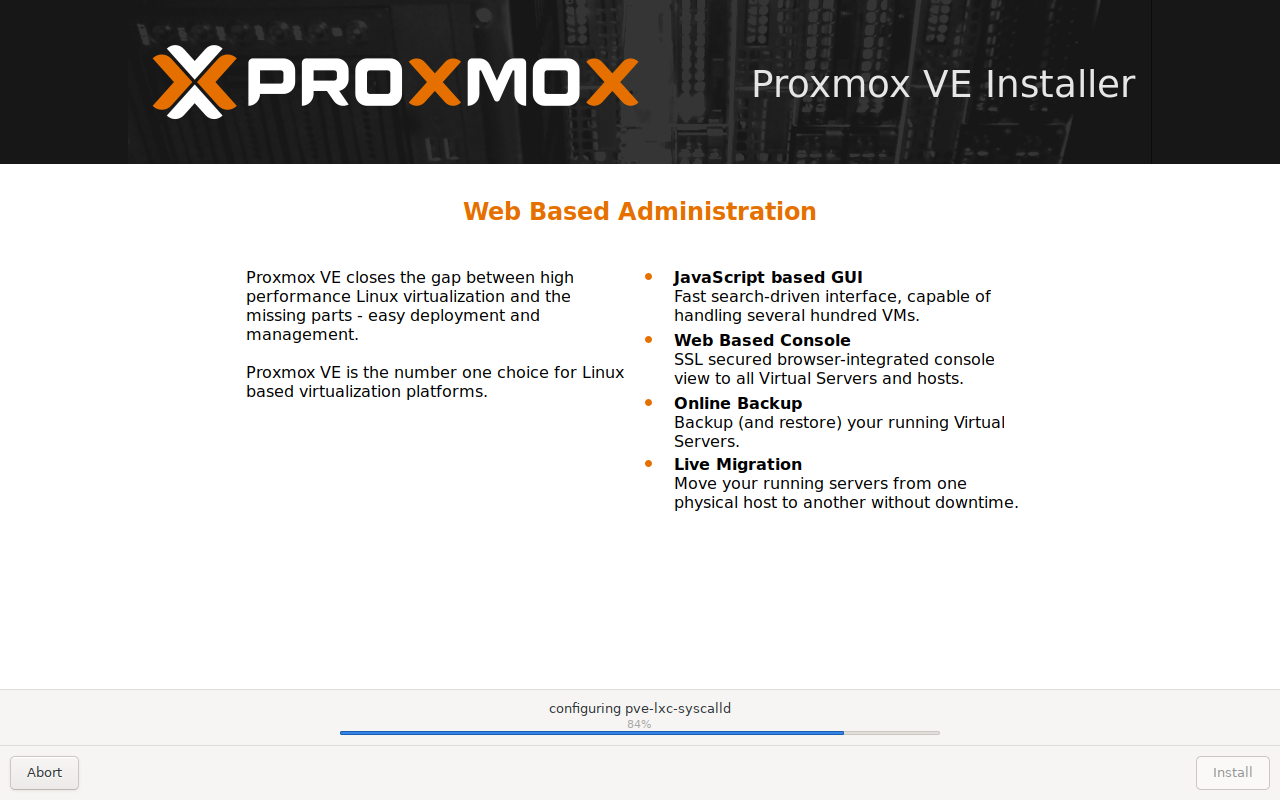 PROXMOX
Proxmox VE Installer
Web Based Administration
Proxmox VE closes the gap between high
performance Linux virtualization and the
missing parts - easy deployment and
management.
Proxmox VE is the number one choice for Linux
based virtualization platforms.
JavaScript based GUI
Fast search-driven interface, capable of
handling several hundred VMs.
Web Based Console
SSL secured browser-integrated console
view to all Virtual Servers and hosts.
Online Backup
Backup (and restore) your running Virtual
Servers.
Live Migration
Move your running servers from one
physical host to another without downtime.
configuring pve-lxc-syscalld
84%
Abort
Install